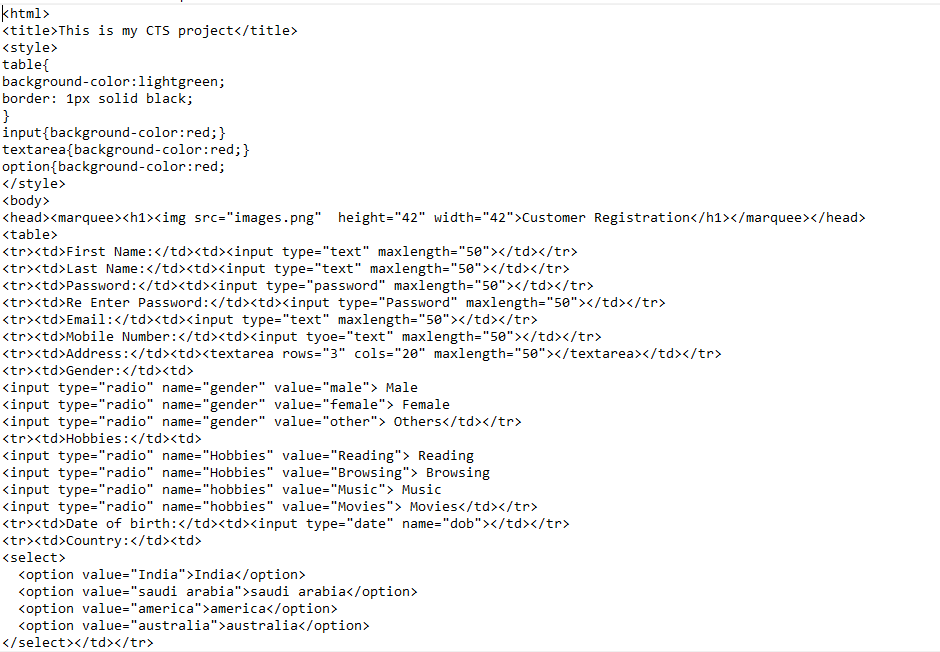 <html>
<title>This is my CTS project</title>
<style>
table{
background-color:lightgreen;
border: 1px solid black;
}
input{background-color:red;}
textarea{background-color:red;}
option{background-color:red;
</style>
<body>
<head><marquee><h1><img src="images.png"  height="42" width="42">Customer Registration</h1></marquee></head>
<table>
<tr><td>First Name:</td><td><input type="text" maxlength="50"></td></tr>
<tr><td>Last Name:</td><td><input type="text" maxlength="50"></td></tr>
<tr><td>Password:</td><td><input type="password" maxlength="50"></td></tr>
<tr><td>Re Enter Password:</td><td><input type="Password" maxlength="50"></td></tr>
<tr><td>Email:</td><td><input type="text" maxlength="50"></td></tr>
<tr><td>Mobile Number:</td><td><input tyoe="text" maxlength="50"></td></tr>
<tr><td>Address:</td><td><textarea rows="3" cols="20" maxlength="50"></textarea></td></tr>
<tr><td>Gender:</td><td>
<input type="radio" name="gender" value="male"> Male
<input type="radio" name="gender" value="female"> Female
<input type="radio" name="gender" value="other"> Others</td></tr>
<tr><td>Hobbies:</td><td>
<input type="radio" name="Hobbies" value="Reading"> Reading
<input type="radio" name="Hobbies" value="Browsing"> Browsing
<input type="radio" name="hobbies" value="Music"> Music
<input type="radio" name="hobbies" value="Movies"> Movies</td></tr>
<tr><td>Date of birth:</td><td><input type="date" name="dob"></td></tr>
<tr><td>Country:</td><td>
<select>
  <option value="India">India</option>
  <option value="saudi arabia">saudi arabia</option>
  <option value="america">america</option>
  <option value="australia">australia</option>
</select></td></tr>